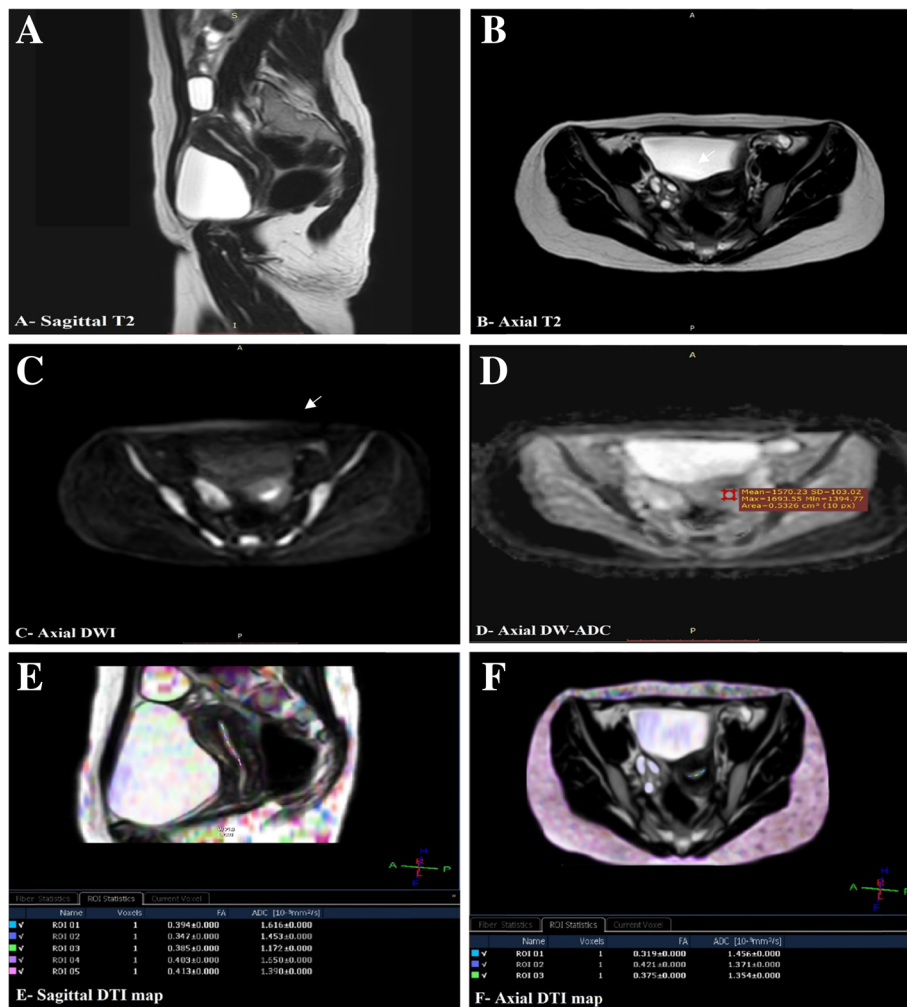 A
S
A- Sagittal T2
I
B
A
B- Axial T2
P
C
A
C- Axial DWI
P
D
A
Mean=1570.23 SD=103.02
Max=1693.55 Min=1394.77
Area=0.5326 cm² (10 px)
D- Axial DW-ADC
P
E
H
A P
F
Fiber Statistics ROI Statistics Current Voxel
Name Voxels FA ADC [10-³mm²/s]
ROI 01 1 0.394±0.000 1.616±0.000
ROI 02 1 0.347±0.000 1.453±0.000
ROI 03 1 0.385±0.000 1.172±0.000
ROI 04 1 0.403±0.000 1.650±0.000
ROI 05 1 0.413±0.000 1.390±0.000
E- Sagittal DTI map
F
H
A P
F
Fiber Statistics ROI Statistics Current Voxel
Name Voxels FA ADC [10-³mm²/s]
ROI 01 1 0.319±0.000 1.456±0.000
ROI 02 1 0.421±0.000 1.371±0.000
ROI 03 1 0.375±0.000 1.354±0.000
F- Axial DTI map